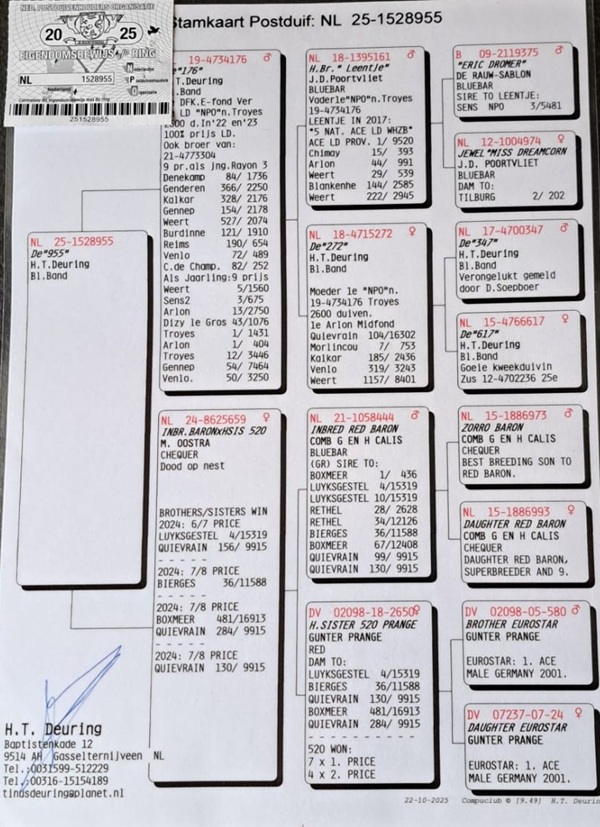 NED. POSTDUIVENHOUDERS ORGANISATIE
20 25
EIGENDOMSBEWIJS RING
NL 1528955
251528955
Stamkaart Postduif: NL 25-1528955
NL 25-1528955
De"955"
H.T.Deuring
Bl.Band
19-4734176 ♂
"176"
H.T.Deuring
.Band
DFK.E-fond Ver
LD "NPO"n.Troyes
d.In'22 en'23
100I prijs LD.
Ook broer van:
21-4773304
9 pr.als jng.Rayon 3
Denekamp 84/ 1736
Genderen 366/ 2250
Kalkar 328/ 2176
Gennep 154/ 2178
Weert 527/ 2074
Burdinne 121/ 1910
Reims 190/ 654
Venlo 72/ 489
C.de Champ. 82/ 252
Als Jaarling:9 prijs
Weert 5/1560
Sens2 3/675
Arlon 13/2750
Dizy le Gros 43/1076
Troyes 1/ 1431
Arlon 1/ 404
Troyes 12/ 3446
Gennep 54/ 7464
Venlo. 50/ 3250
NL 24-8625659 ♀
INBR.BARONxHSIS 520
M. OOSTRA
CHEQUER
Dood op nest
BROTHERS/SISTERS WIN
2024: 6/7 PRICE
LUYKSGESTEL 4/15319
QUIEVRAIN 156/ 9915
- - - - -
2024: 7/8 PRICE
BIERGES 36/11588
- - - - -
2024: 7/8 PRICE
BOXMEER 481/16913
QUIEVRAIN 284/ 9915
- - - - -
2024: 7/8 PRICE
QUIEVRAIN 130/ 9915
NL 18-1395161 ♂
H.Br." Leentje"
J.D.Poortvliet
BLUEBAR
Vader1e"NPO"n.Troyes
19-4734176
LEENTJE IN 2017:
*5 NAT. ACE LD WHZB*
ACE LD PROV. 1/ 9520
Chimay 15/ 393
Arlon 44/ 991
Weert 29/ 539
Blankenhe 144/ 2585
Weert 222/ 2945
NL 18-4715272 ♀
De"272"
H.T.Deuring
Bl.Band
Moeder 1e "NPO"n.
19-4734176 Troyes
2600 duiven.
1e Arlon Midfond
Quievrain 104/16302
Morlincou 7/ 753
Kalkar 185/ 2436
Venlo 319/ 3243
Weert 1157/ 8401
NL 21-1058444 ♂
INBRED RED BARON
COMB G EN H CALIS
BLUEBAR
(GR) SIRE TO:
BOXMEER 1/ 436
LUYKSGESTEL 4/15319
LUYKSGESTEL 10/15319
RETHEL 28/ 2628
RETHEL 34/12126
BIERGES 36/11588
BOXMEER 67/12408
QUIEVRAIN 99/ 9915
QUIEVRAIN 130/ 9915
DV 02098-18-2650♀
H.SISTER 520 PRANGE
GUNTER PRANGE
RED
DAM TO:
LUYKSGESTEL 4/15319
BIERGES 36/11588
QUIEVRAIN 130/ 9915
BOXMEER 481/16913
QUIEVRAIN 284/ 9915
- - - - - - - - - -
520 WON:
7 x 1. PRICE
4 x 2. PRICE
B 09-2119375 ♂
"ERIC DROMER"
DE RAUW-SABLON
BLUEBAR
SIRE TO LEENTJE:
SENS NPO 3/5481
NL 12-1004974 ♀
JEWEL "MISS DREAMCORN
J.D. POORTVLIET
BLUEBAR
DAM TO:
TILBURG 2/ 202
NL 17-4700347 ♂
De"347"
H.T.Deuring
Bl.Band
Verongelukt gemeld
door D.Soepboer
NL 15-4766617 ♀
De"617"
H.T.Deuring
Bl.Band
Goeie kweekduivin
Zus 12-4702236 25e
NL 15-1886973 ♂
ZORRO BARON
COMB G EN H CALIS
CHEQUER
BEST BREEDING SON TO
RED BARON.
NL 15-1886993 ♀
DAUGHTER RED BARON
COMB G EN H CALIS
CHEQUER
DAUGHTER RED BARON,
SUPERBREEDER AND 9.
DV 02098-05-580 ♂
BROTHER EUROSTAR
GUNTER PRANGE
EUROSTAR: 1. ACE
MALE GERMANY 2001.
DV 07237-07-24 ♀
DAUGHTER EUROSTAR
GUNTER PRANGE
EUROSTAR: 1. ACE
MALE GERMANY 2001.
H.T. Deuring
Baptistenkade 12
9514 AH Gasselternijveen NL
Tel.:0031599-512229
Tel.:00316-15154189
tinusdeuring@planet.nl
22-10-2025 Compuclub © [9.49] H.T. Deurin